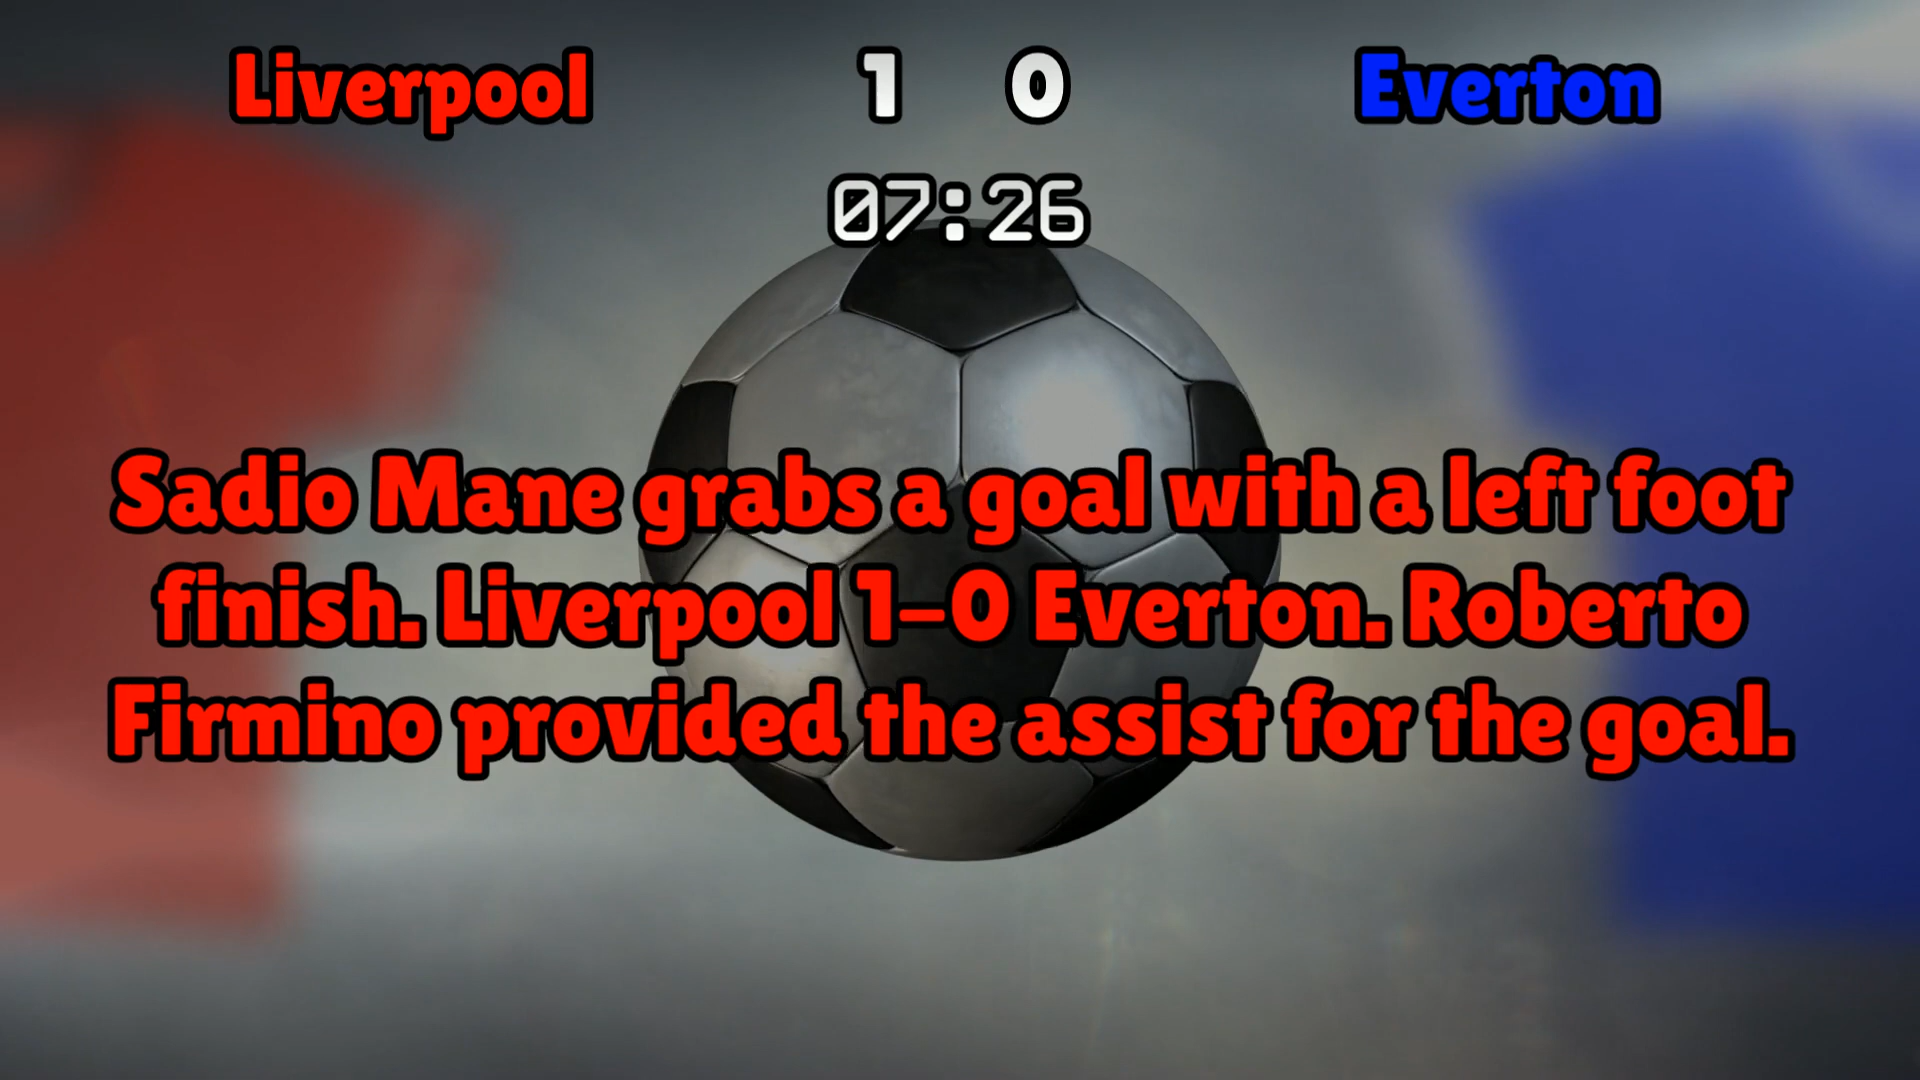 Liverpool 1 0 Everton
07:26
Sadio Mane grabs a goal with a left foot
finish. Liverpool 1-0 Everton. Roberto
Firmino provided the assist for the goal.